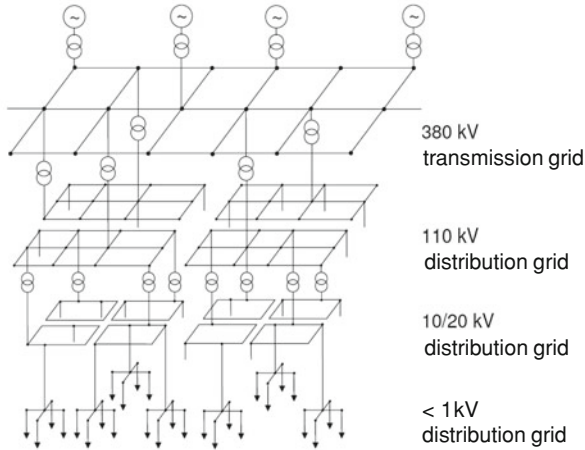 380 kV
transmission grid
110 kV
distribution grid
10/20 kV
distribution grid
< 1kV
distribution grid